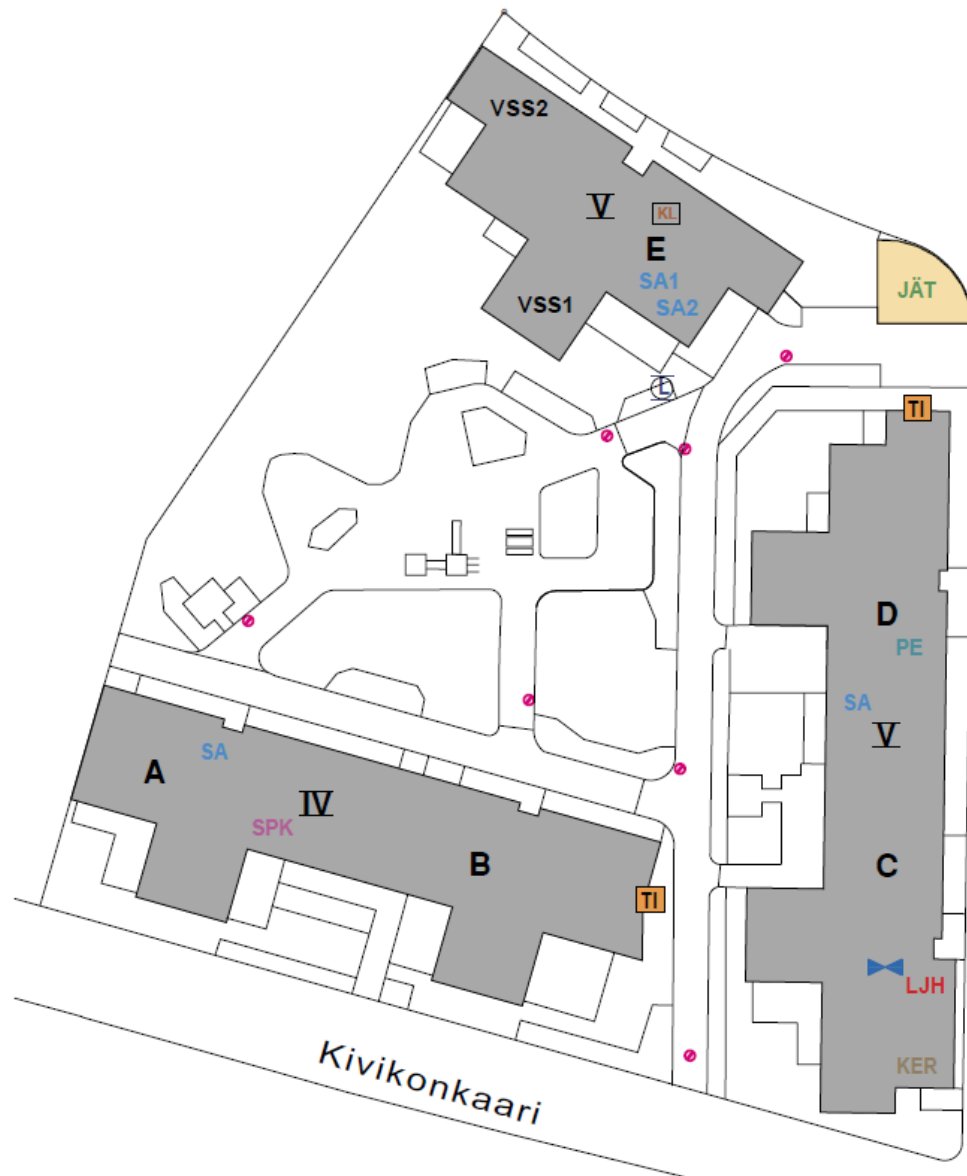 VSS2
V
KL
E
SA1
SA2
VSS1
JÄT
L
TI
D
PE
SA
V
SA
A
IV
SPK
B
TI
C
LJH
KER
Kivikonkaari